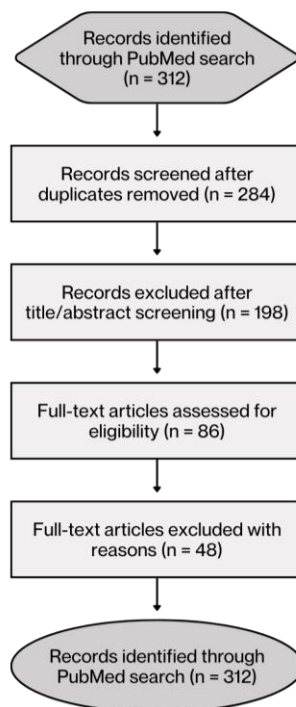 Records identified
through PubMed search
(n = 312)
Records screened after
duplicates removed (n = 284)
Records excluded after
title/abstract screening (n = 198)
Full-text articles assessed for
eligibility (n = 86)
Full-text articles excluded with
reasons (n = 48)
Records identified through
PubMed search (n = 312)